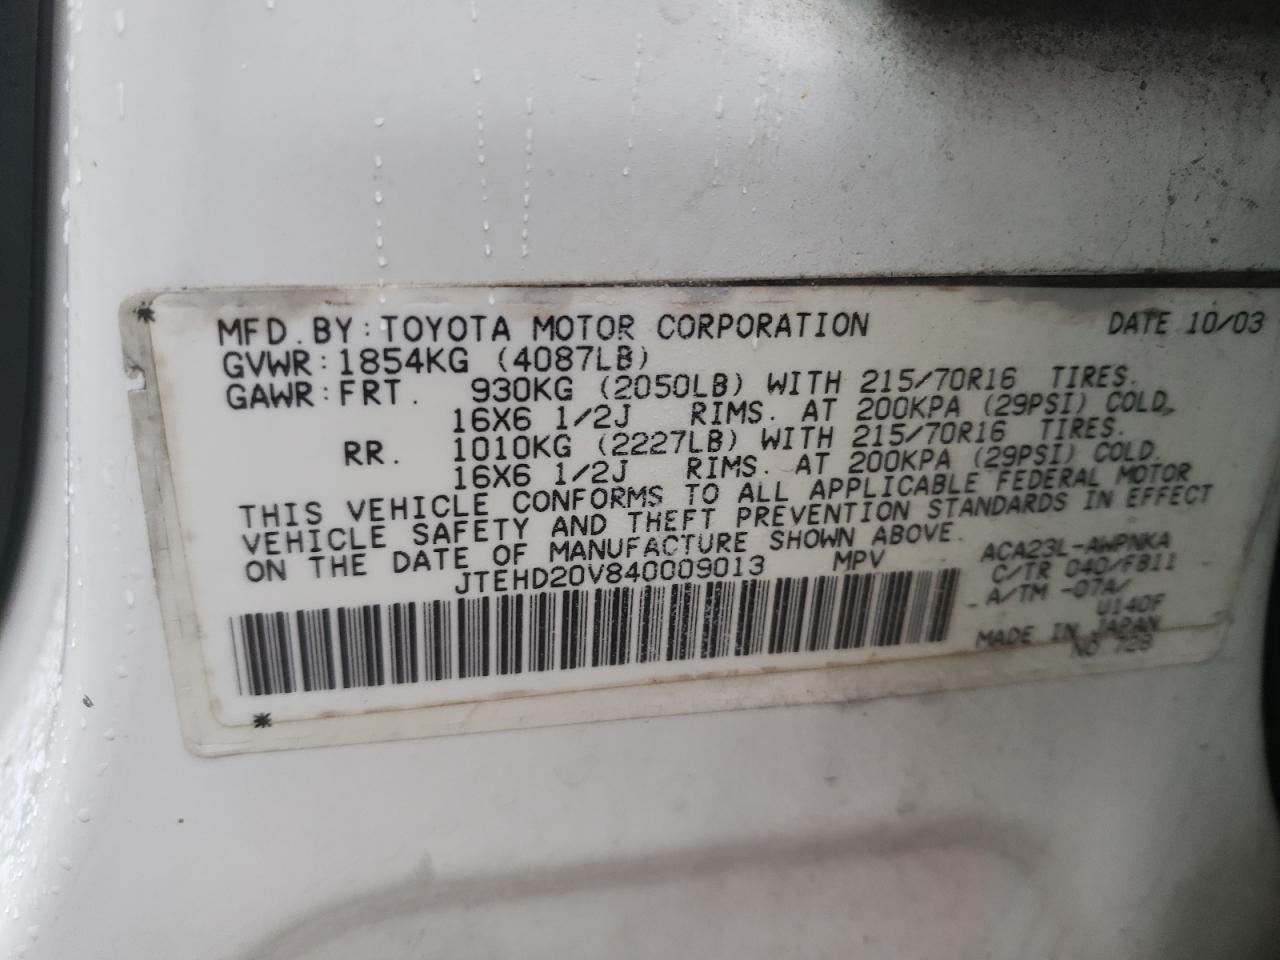 MFD. BY: TOYOTA MOTOR CORPORATION DATE 10/03
GVWR: 1854KG (4087LB)
GAWR: FRT. 930KG (2050LB) WITH 215/70R16 TIRES.
16X6 1/2J RIMS. AT 200KPA (29PSI) COLD.
RR. 1010KG (2227LB) WITH 215/70R16 TIRES.
16X6 1/2J RIMS. AT 200KPA (29PSI) COLD.
THIS VEHICLE CONFORMS TO ALL APPLICABLE FEDERAL MOTOR
VEHICLE SAFETY AND THEFT PREVENTION STANDARDS IN EFFECT
ON THE DATE OF MANUFACTURE SHOWN ABOVE.
JTEHD20V840009013 MPV
ACA23L-AWPNKA
C/TR 040/FB11
A/TM -07A/
U140F
MADE IN JAPAN
NO 728